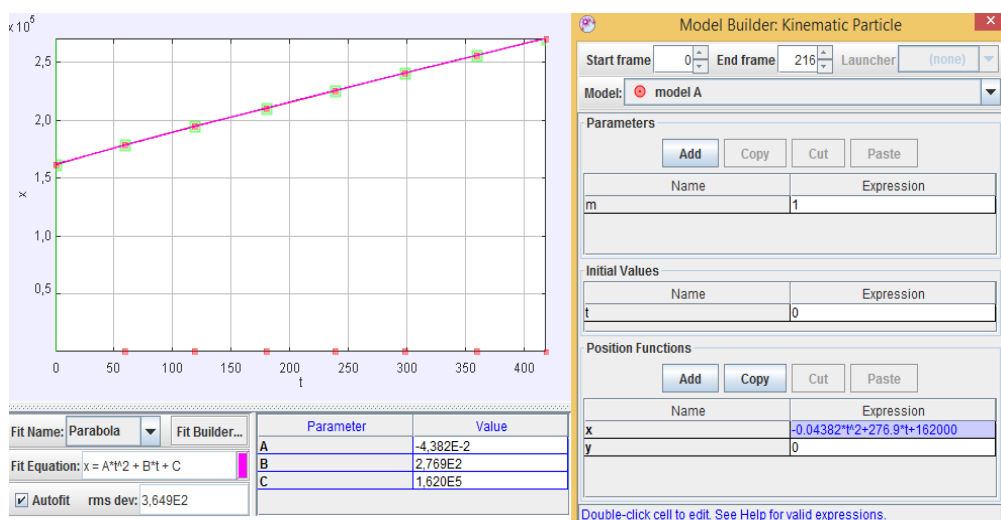 x 10⁵
2,5
2,0
1,5
1,0
0,5
x
0 50 100 150 200 250 300 350 400
t
Fit Name: Parabola Fit Builder...
Fit Equation: x = A*t^2 + B*t + C
Autofit rms dev: 3,649E2
Parameter Value
A -4,382E-2
B 2,769E2
C 1,620E5
Model Builder: Kinematic Particle
Start frame 0 End frame 216 Launcher (none)
Model: model A
Parameters
Add Copy Cut Paste
Name Expression
m 1
Initial Values
Name Expression
t 0
Position Functions
Add Copy Cut Paste
Name Expression
x -0.04382*t^2+276.9*t+162000
y 0
Double-click cell to edit. See Help for valid expressions.